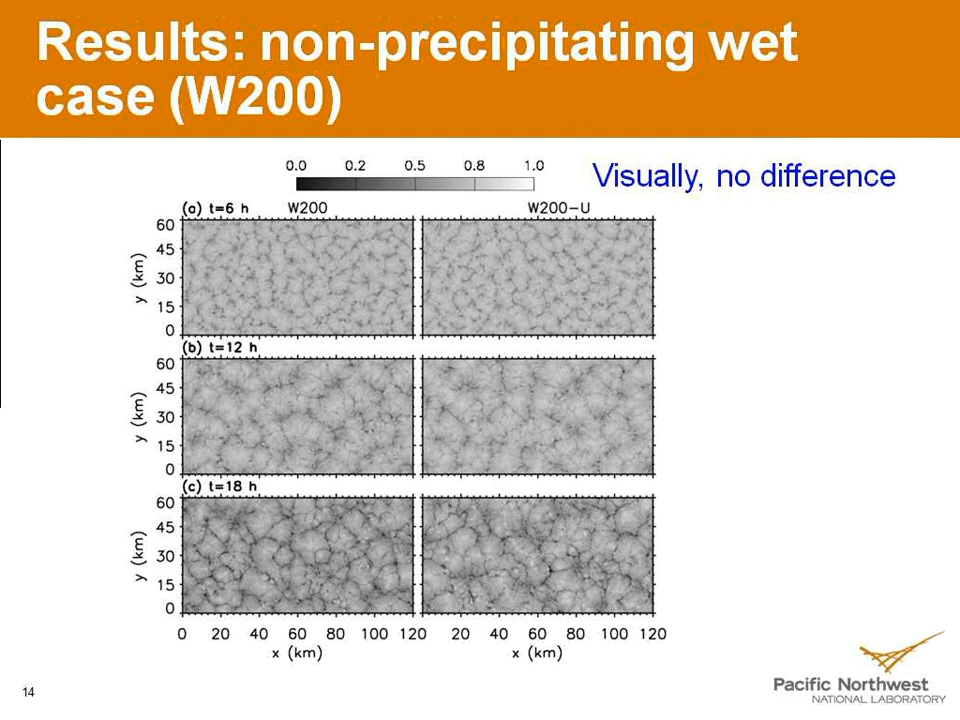 Results: non-precipitating wet
case (W200)
0.0 0.2 0.5 0.8 1.0
Visually, no difference
(a) t=6 h W200 W200-U
60
45
30
15
0
y (km)
(b) t=12 h
60
45
30
15
0
y (km)
(c) t=18 h
60
45
30
15
0
y (km)
0 20 40 60 80 100 120 20 40 60 80 100 120
x (km) x (km)
14
Pacific Northwest
NATIONAL LABORATORY